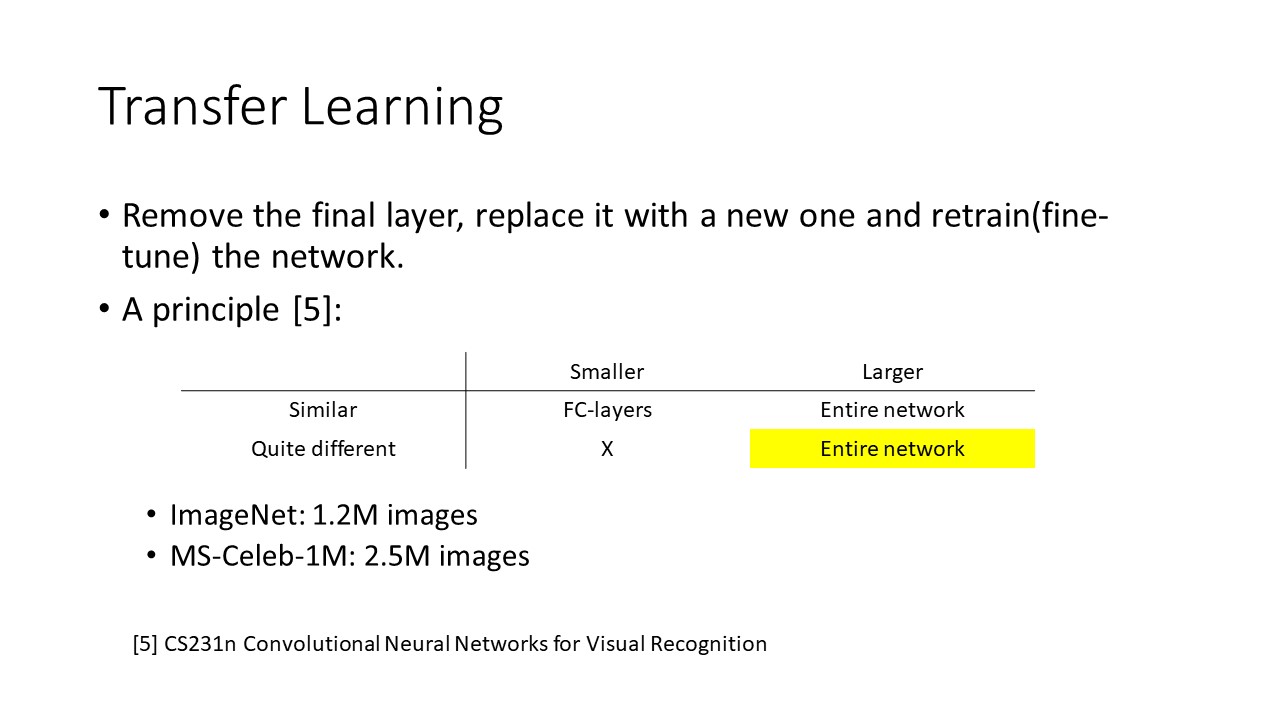 Transfer Learning
• Remove the final layer, replace it with a new one and retrain(fine-
tune) the network.
• A principle [5]:
Smaller Larger
Similar FC-layers Entire network
Quite different X Entire network
• ImageNet: 1.2M images
• MS-Celeb-1M: 2.5M images
[5] CS231n Convolutional Neural Networks for Visual Recognition